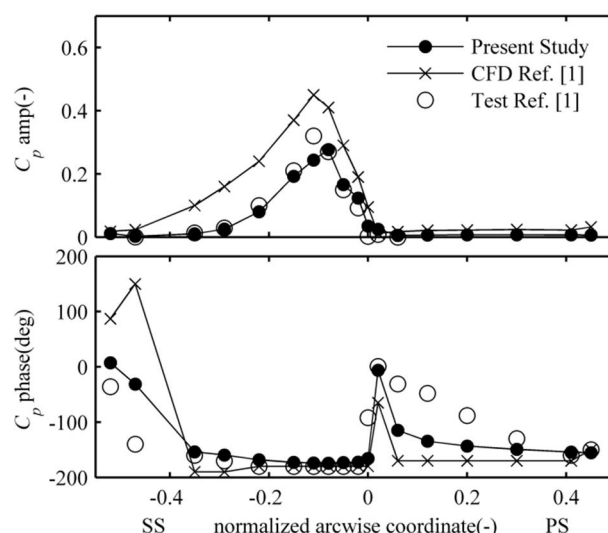 0.6
0.4
0.2
0
C_p amp(-)
Present Study
CFD Ref. [1]
Test Ref. [1]
200
100
0
-100
-200
C_p phase(deg)
-0.4 -0.2 0 0.2 0.4
SS normalized arcwise coordinate(-) PS